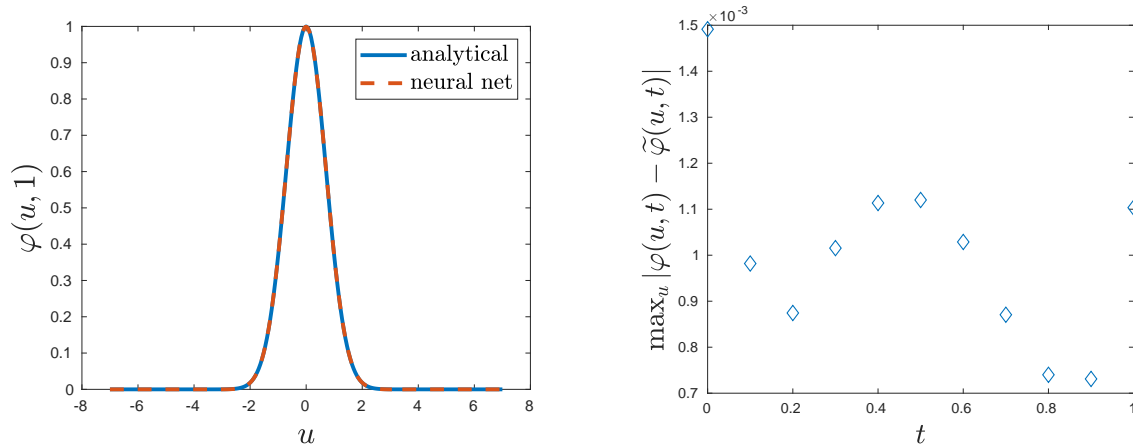 1
0.9
0.8
0.7
0.6
0.5
0.4
0.3
0.2
0.1
0
-8 -6 -4 -2 0 2 4 6 8
u
φ(u, 1)
analytical
neural net
×10⁻³
1.5
1.4
1.3
1.2
1.1
1
0.9
0.8
0.7
0 0.2 0.4 0.6 0.8 1
t
maxᵤ |φ(u, t) − φ̃(u, t)|